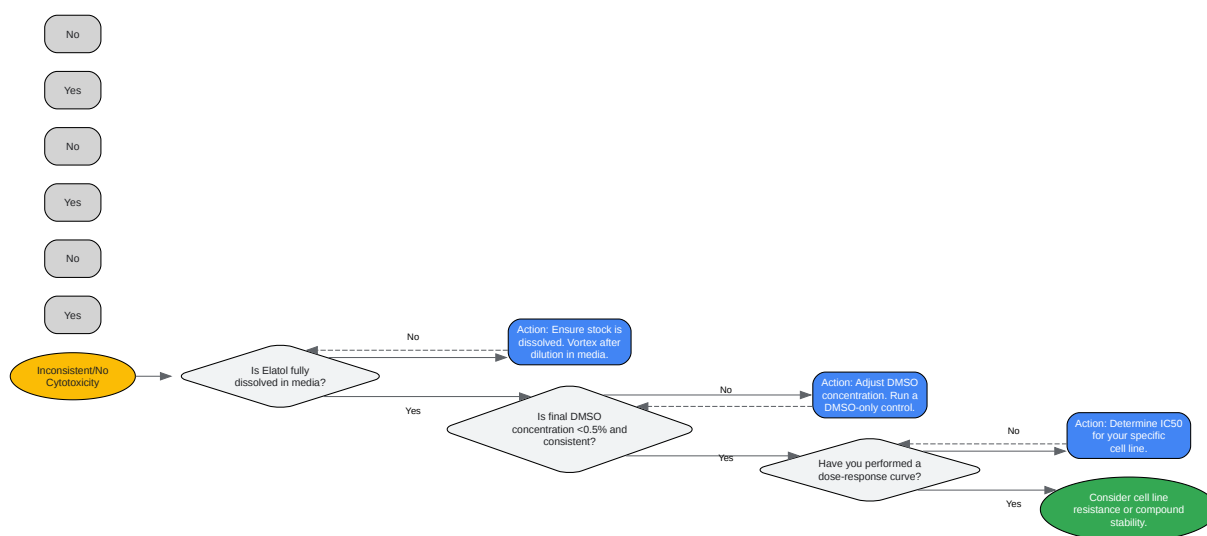 No
Yes
No
Yes
No
Yes
Inconsistent/No
Cytotoxicity
Is Elatol fully
dissolved in media?
No
Yes
Action: Ensure stock is
dissolved. Vortex after
dilution in media.
Is final DMSO
concentration <0.5% and
consistent?
No
Yes
Action: Adjust DMSO
concentration. Run a
DMSO-only control.
Have you performed a
dose-response curve?
No
Yes
Action: Determine IC50
for your specific
cell line.
Consider cell line
resistance or compound
stability.